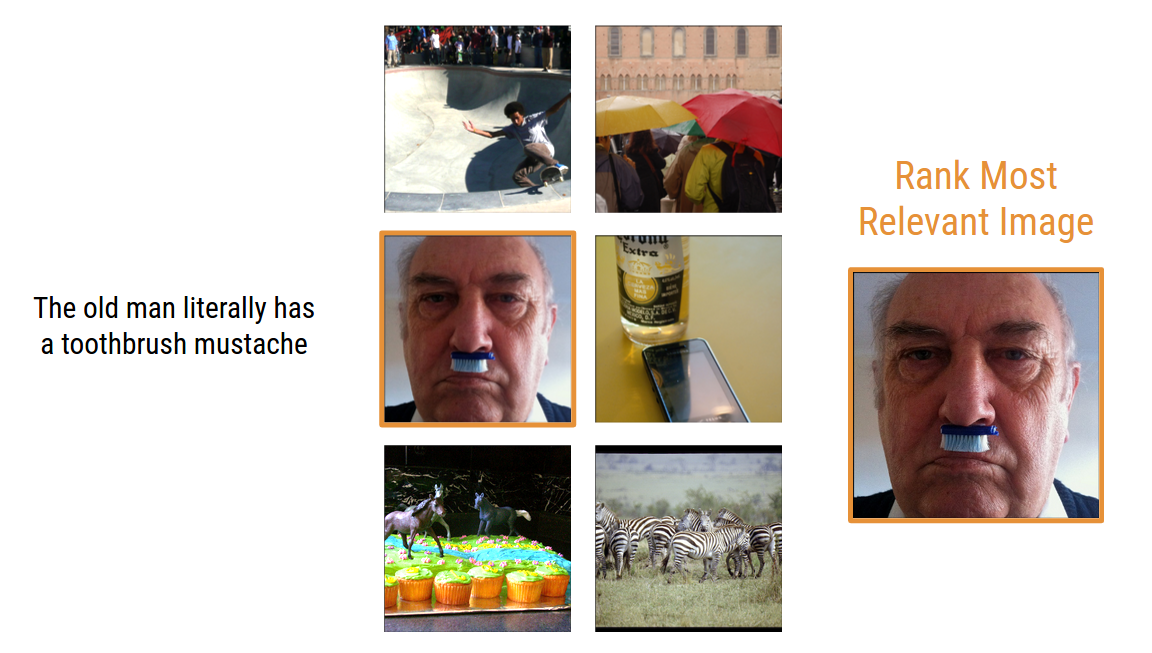 The old man literally has
a toothbrush mustache
Rank Most
Relevant Image
Corona
Extra